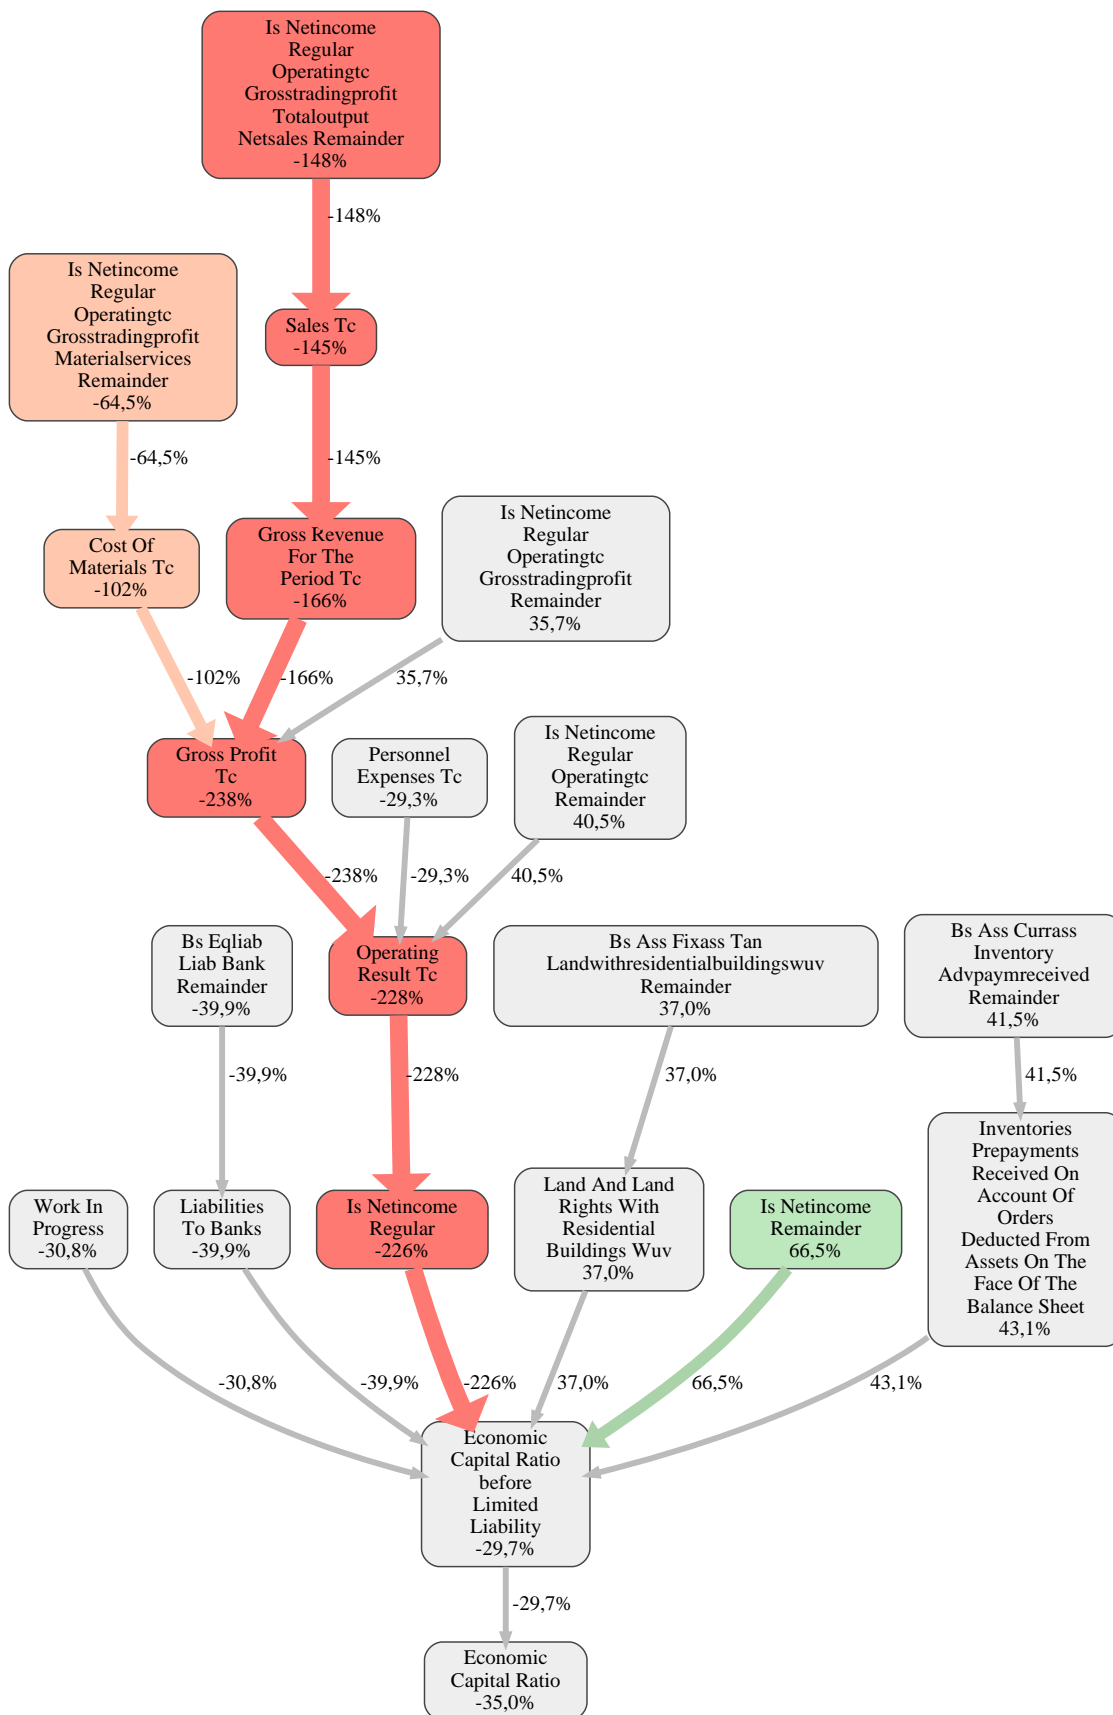 Is Netincome
Regular
Operatingtc
Grosstradingprofit
Totaloutput
Netsales Remainder
-148%
-148%
Is Netincome
Regular
Operatingtc
Grosstradingprofit
Materialservices
Remainder
-64,5%
Sales Tc
-145%
-64,5%
-145%
Cost Of
Materials Tc
-102%
Gross Revenue
For The
Period Tc
-166%
Is Netincome
Regular
Operatingtc
Grosstradingprofit
Remainder
35,7%
-102%
-166%
35,7%
Gross Profit
Tc
-238%
Personnel
Expenses Tc
-29,3%
Is Netincome
Regular
Operatingtc
Remainder
40,5%
-238%
-29,3%
40,5%
Bs Eqliab
Liab Bank
Remainder
-39,9%
Operating
Result Tc
-228%
Bs Ass Fixass Tan
Landwithresidentialbuildingswuv
Remainder
37,0%
Bs Ass Currass
Inventory
Advpaymreceived
Remainder
41,5%
-39,9%
-228%
37,0%
41,5%
Work In
Progress
-30,8%
Liabilities
To Banks
-39,9%
Is Netincome
Regular
-226%
Land And Land
Rights With
Residential
Buildings Wuv
37,0%
Is Netincome
Remainder
66,5%
Inventories
Prepayments
Received On
Account Of
Orders
Deducted From
Assets On The
Face Of The
Balance Sheet
43,1%
-30,8%
-39,9%
-226%
37,0%
66,5%
43,1%
Economic
Capital Ratio
before
Limited
Liability
-29,7%
-29,7%
Economic
Capital Ratio
-35,0%